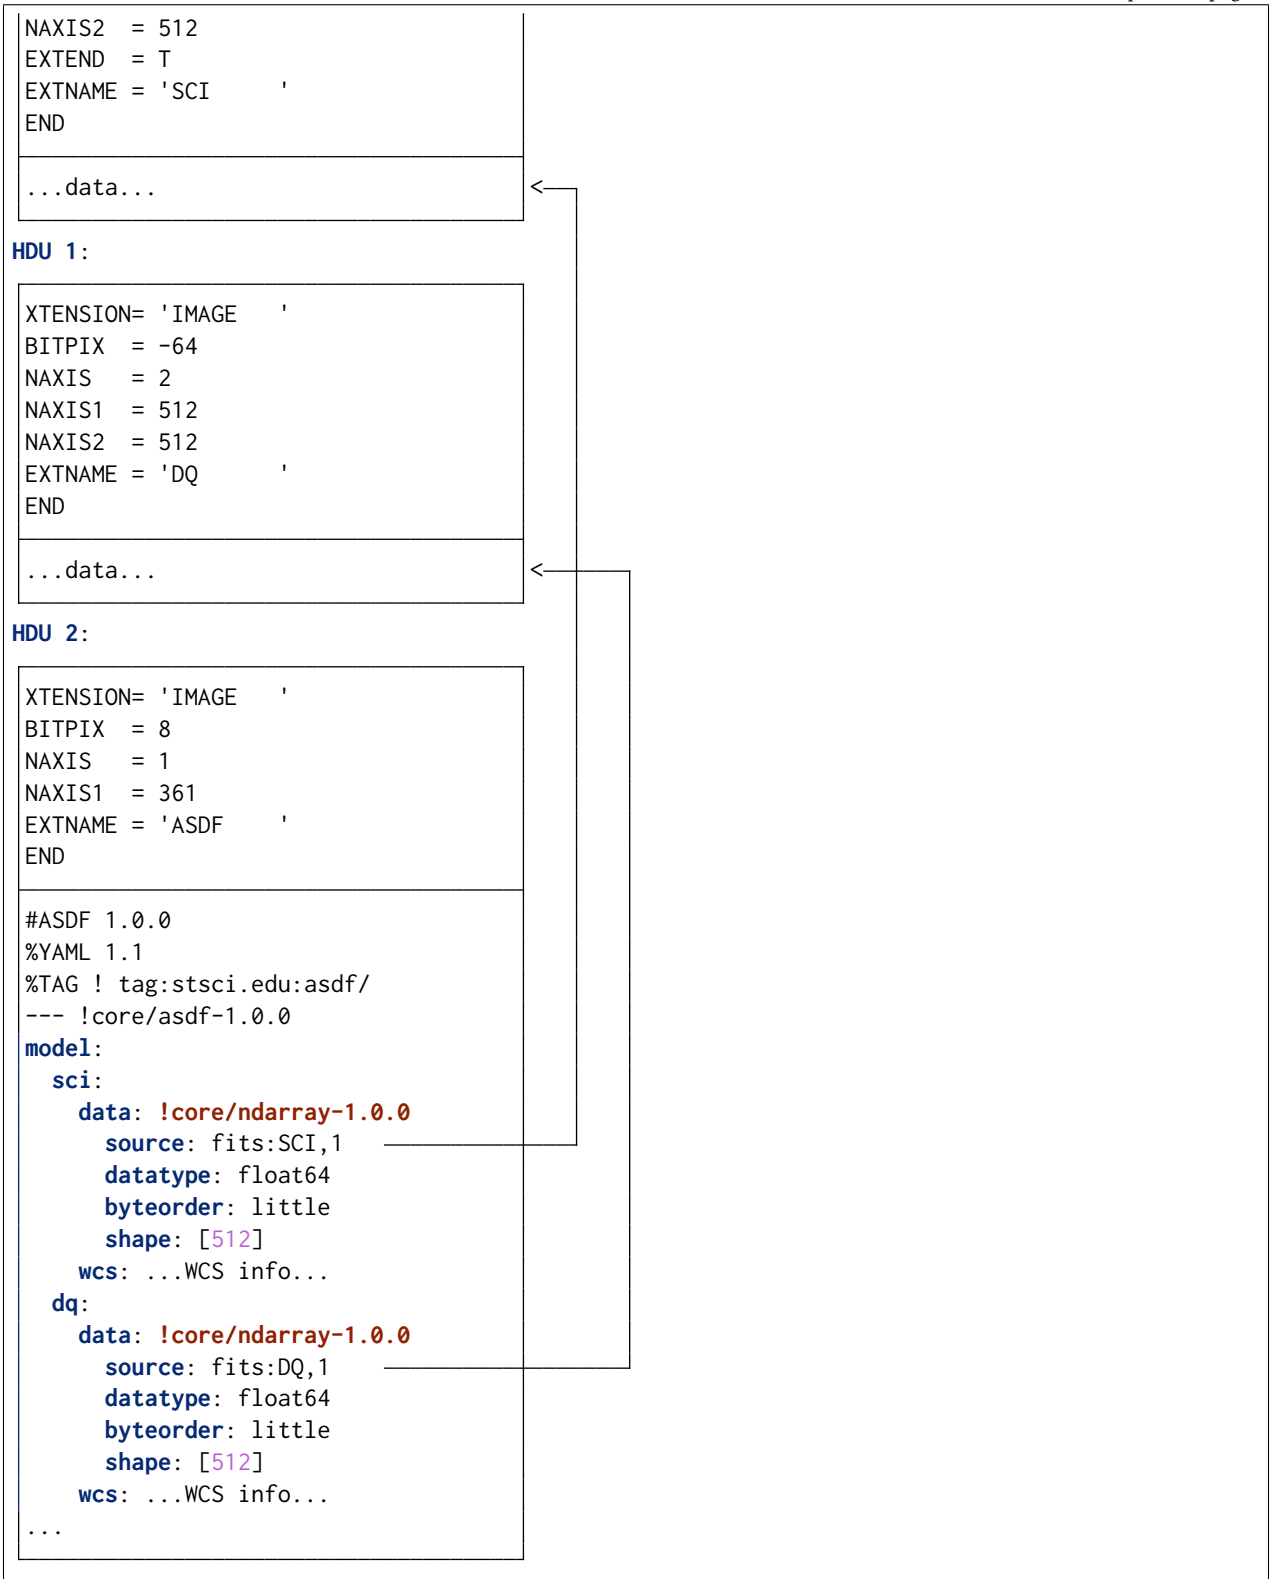 NAXIS2  = 512
EXTEND  = T
EXTNAME = 'SCI     '
END
...data...
HDU 1:
XTENSION= 'IMAGE   '
BITPIX  = -64
NAXIS   = 2
NAXIS1  = 512
NAXIS2  = 512
EXTNAME = 'DQ      '
END
...data...
HDU 2:
XTENSION= 'IMAGE   '
BITPIX  = 8
NAXIS   = 1
NAXIS1  = 361
EXTNAME = 'ASDF    '
END
#ASDF 1.0.0
%YAML 1.1
%TAG ! tag:stsci.edu:asdf/
--- !core/asdf-1.0.0
model:
  sci:
    data: !core/ndarray-1.0.0
      source: fits:SCI,1
      datatype: float64
      byteorder: little
      shape: [512]
    wcs: ...WCS info...
  dq:
    data: !core/ndarray-1.0.0
      source: fits:DQ,1
      datatype: float64
      byteorder: little
      shape: [512]
    wcs: ...WCS info...
...